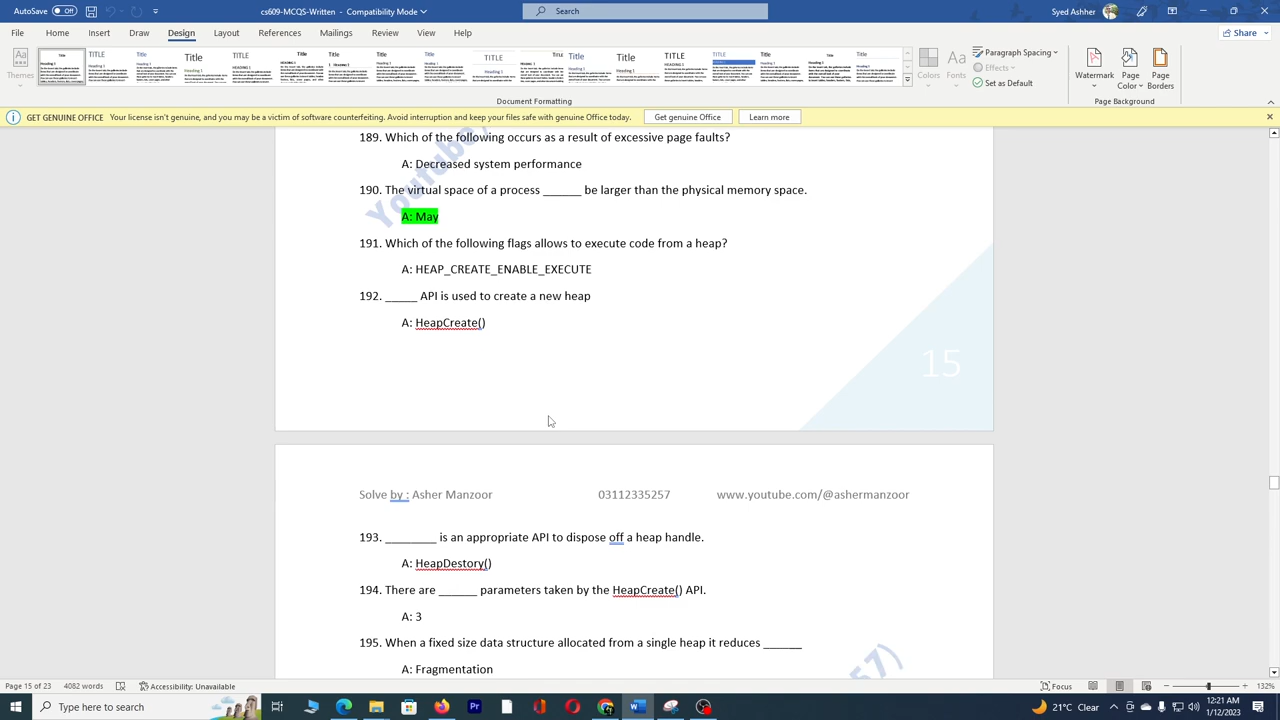 AutoSave Off cs609-MCQS-Written - Compatibility Mode Search Syed Asher
File Home Insert Draw Design Layout References Mailings Review View Help Share
Themes Colors Fonts Paragraph Spacing Effects Set as Default Watermark Page Color Page Borders
Document Formatting Page Background
GET GENUINE OFFICE Your license isn't genuine, and you may be a victim of software counterfeiting. Avoid interruption and keep your files safe with genuine Office today. Get genuine Office Learn more
189. Which of the following occurs as a result of excessive page faults?
A: Decreased system performance
190. The virtual space of a process ______ be larger than the physical memory space.
A: May
191. Which of the following flags allows to execute code from a heap?
A: HEAP_CREATE_ENABLE_EXECUTE
192. _____ API is used to create a new heap
A: HeapCreate()
15
Solve by : Asher Manzoor 03112335257 www.youtube.com/@ashermanzoor
193. ________ is an appropriate API to dispose off a heap handle.
A: HeapDestory()
194. There are ______ parameters taken by the HeapCreate() API.
A: 3
195. When a fixed size data structure allocated from a single heap it reduces ______
A: Fragmentation
Page 15 of 23 4082 words Accessibility: Unavailable Focus 132%
Type here to search 21°C Clear 12:21 AM
1/12/2023